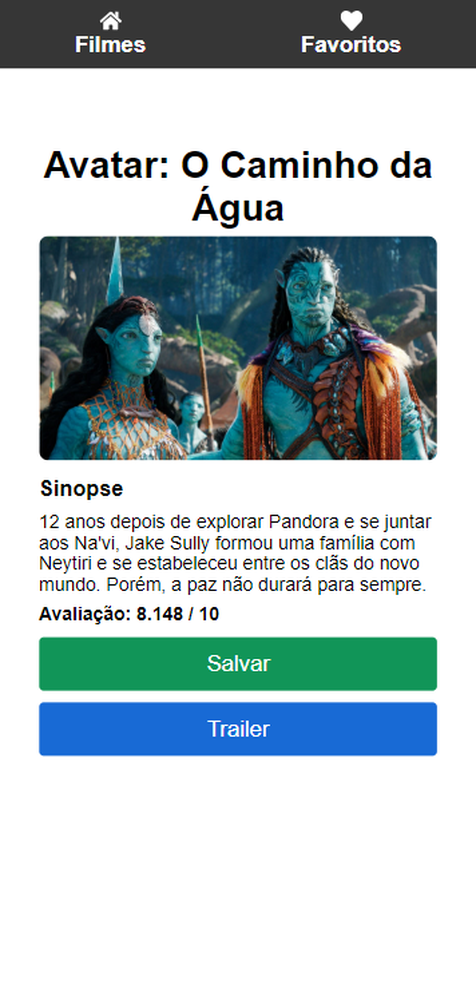 Filmes
Favoritos
Avatar: O Caminho da
Água
Sinopse
12 anos depois de explorar Pandora e se juntar
aos Na'vi, Jake Sully formou uma família com
Neytiri e se estabeleceu entre os clãs do novo
mundo. Porém, a paz não durará para sempre.
Avaliação: 8.148 / 10
Salvar
Trailer